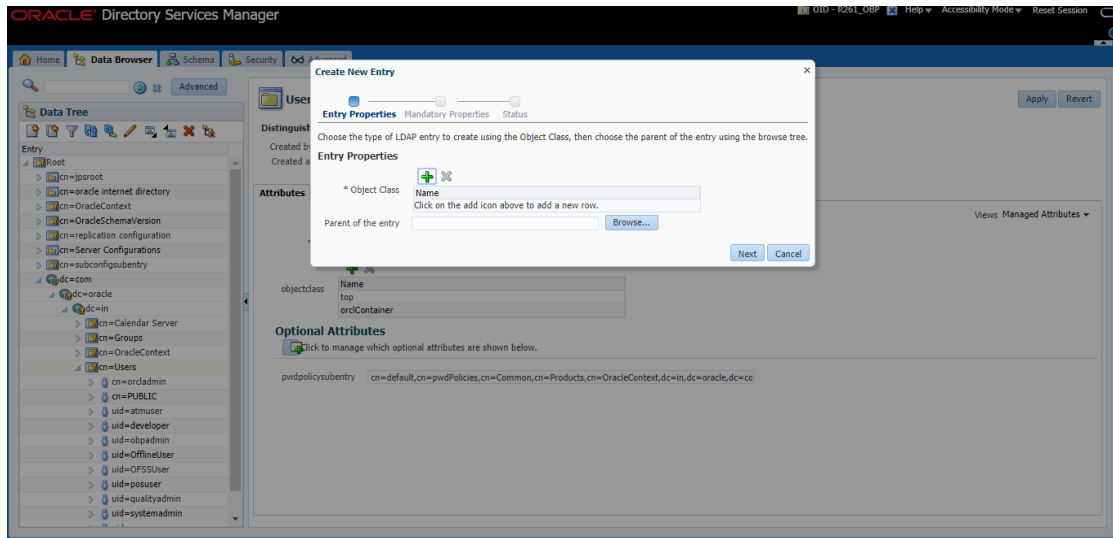 ORACLE Directory Services Manager
OID - R261_OBP Help Accessibility Mode Reset Session
Home Data Browser Schema Security
Advanced
Data Tree
Entry
Root
cn=jpsroot
cn=oracle internet directory
cn=OracleContext
cn=OracleSchemaVersion
cn=replication configuration
cn=Server Configurations
cn=subconfigsubentry
dc=com
dc=oracle
dc=in
cn=Calendar Server
cn=Groups
cn=OracleContext
cn=Users
cn=orcladmin
cn=PUBLIC
uid=atmuser
uid=developer
uid=obpadmin
uid=OfflineUser
uid=OFSSUser
uid=posuser
uid=qualityadmin
uid=systemadmin
User
Apply Revert
Distinguish
Created b
Created a
Attributes
Views Managed Attributes
Create New Entry
Entry Properties Mandatory Properties Status
Choose the type of LDAP entry to create using the Object Class, then choose the parent of the entry using the browse tree.
Entry Properties
* Object Class
Name
Click on the add icon above to add a new row.
Parent of the entry Browse...
Next Cancel
objectclass
Name
top
orclContainer
Optional Attributes
Click to manage which optional attributes are shown below.
pwdpolicysubentry cn=default,cn=pwdPolicies,cn=Common,cn=Products,cn=OracleContext,dc=in,dc=oracle,dc=co